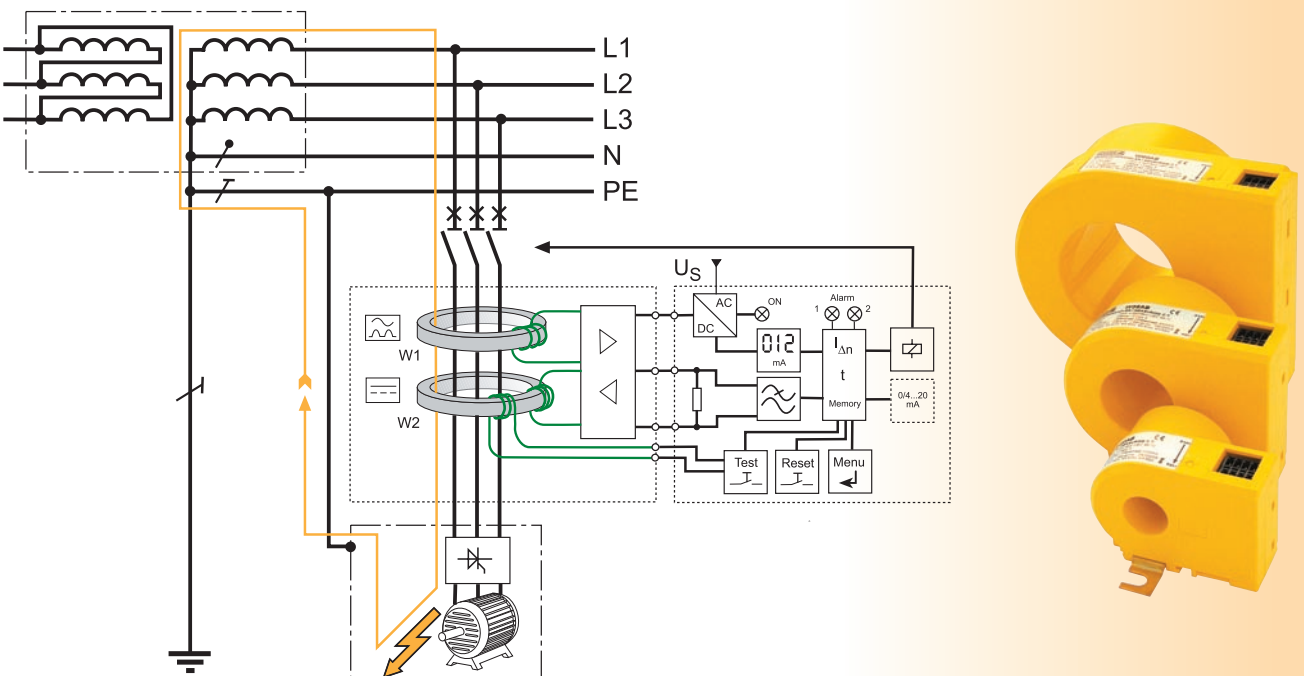 L1
L2
L3
N
PE
US
AC
DC
ON
Alarm
1
2
012
mA
I∆n
t
Memory
0/4...20
mA
W1
W2
Test
Reset
Menu